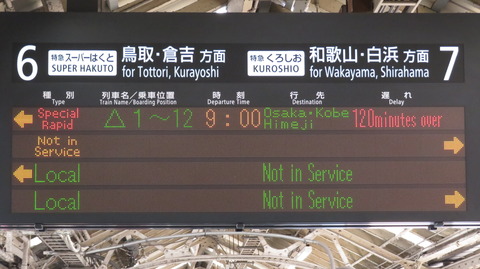 6 特急スーパーはくと SUPER HAKUTO 鳥取・倉吉 方面 for Tottori, Kurayoshi 特急くろしお KUROSHIO 和歌山・白浜 方面 for Wakayama, Shirahama 7
種別 列車名/乗車位置 時刻 行先 遅れ
Type Train Name/Boarding Position Departure Time Destination Delay
Special Rapid △ 1~12 9:00 Osaka・Kobe Himeji 120minutes over
Not in Service
Local Not in Service
Local Not in Service